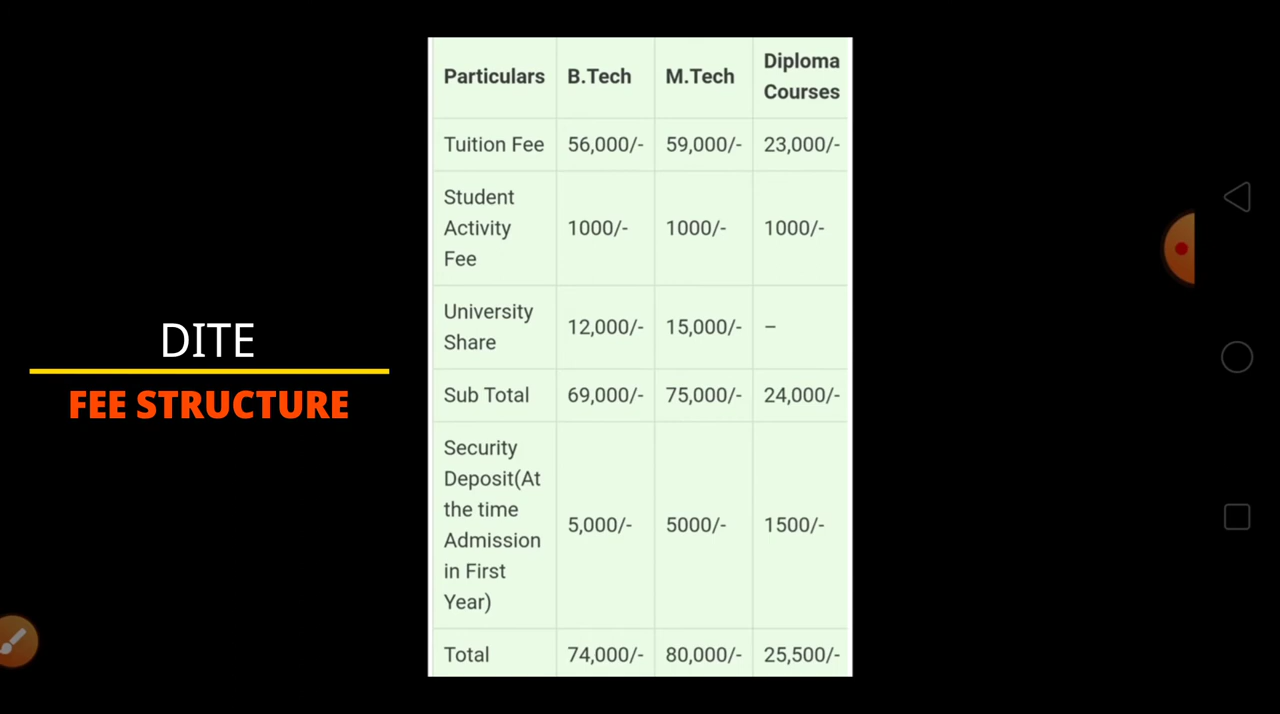 DITE
FEE STRUCTURE
Particulars B.Tech M.Tech Diploma Courses
Tuition Fee 56,000/- 59,000/- 23,000/-
Student Activity Fee 1000/- 1000/- 1000/-
University Share 12,000/- 15,000/- –
Sub Total 69,000/- 75,000/- 24,000/-
Security Deposit(At the time Admission in First Year) 5,000/- 5000/- 1500/-
Total 74,000/- 80,000/- 25,500/-